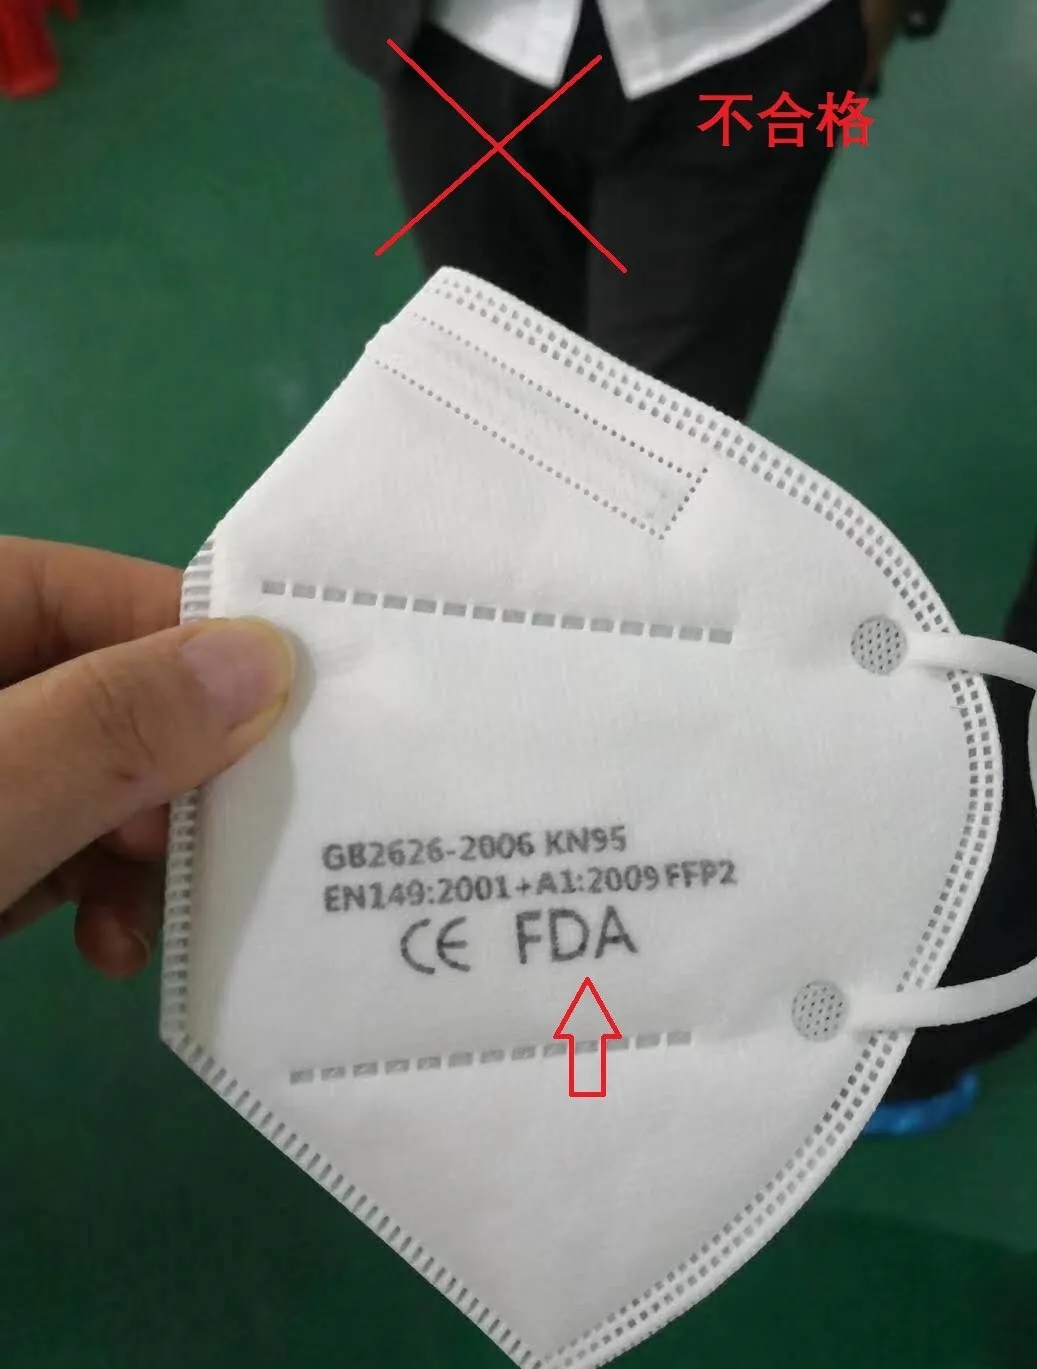 不合格
GB2626-2006 KN95
EN149:2001+A1:2009 FFP2
CE FDA